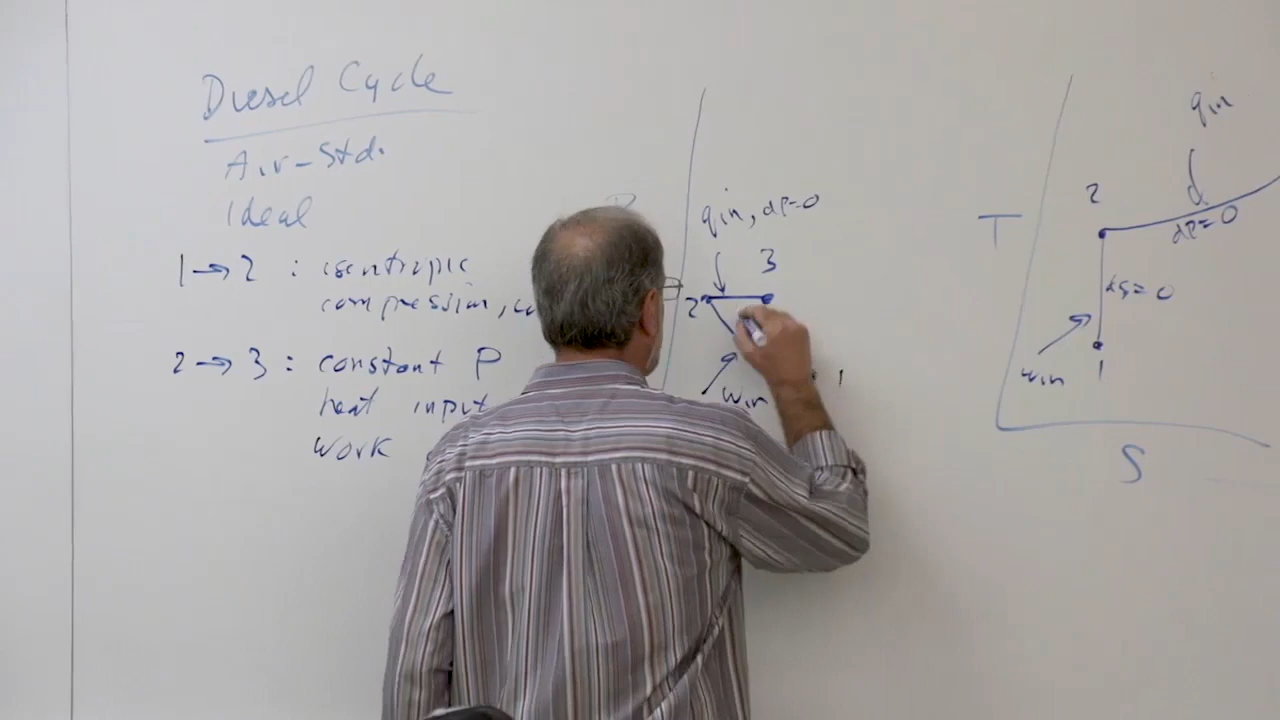 Diesel Cycle
Air-Std.
Ideal
1→2 : isentropic
compression,
2→3 : constant P
heat input
work
P
qin, dP=0
2
3
win
1
T
qin
2
dP=0
ds=0
win
1
S